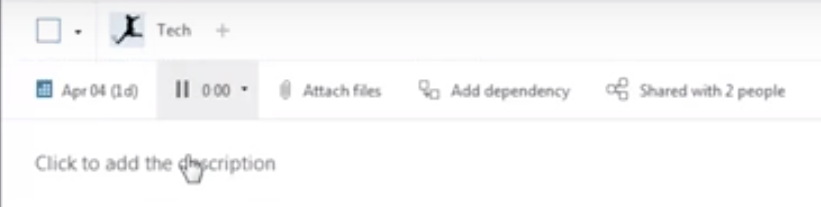 Tech +
Apr 04 (1d) 0:00 Attach files Add dependency Shared with 2 people
Click to add the description